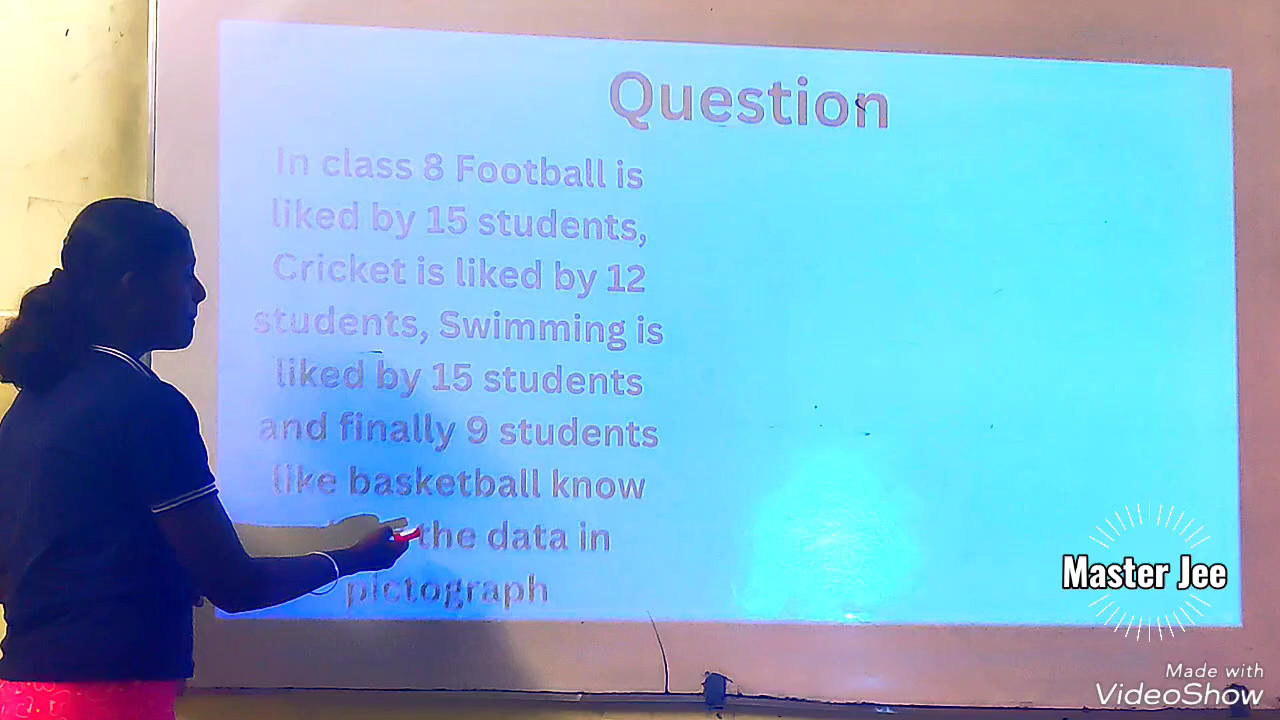 Question
In class 8 Football is
liked by 15 students,
Cricket is liked by 12
students, Swimming is
liked by 15 students
and finally 9 students
like basketball know
the data in
pictograph
Master Jee
Made with
VideoShow